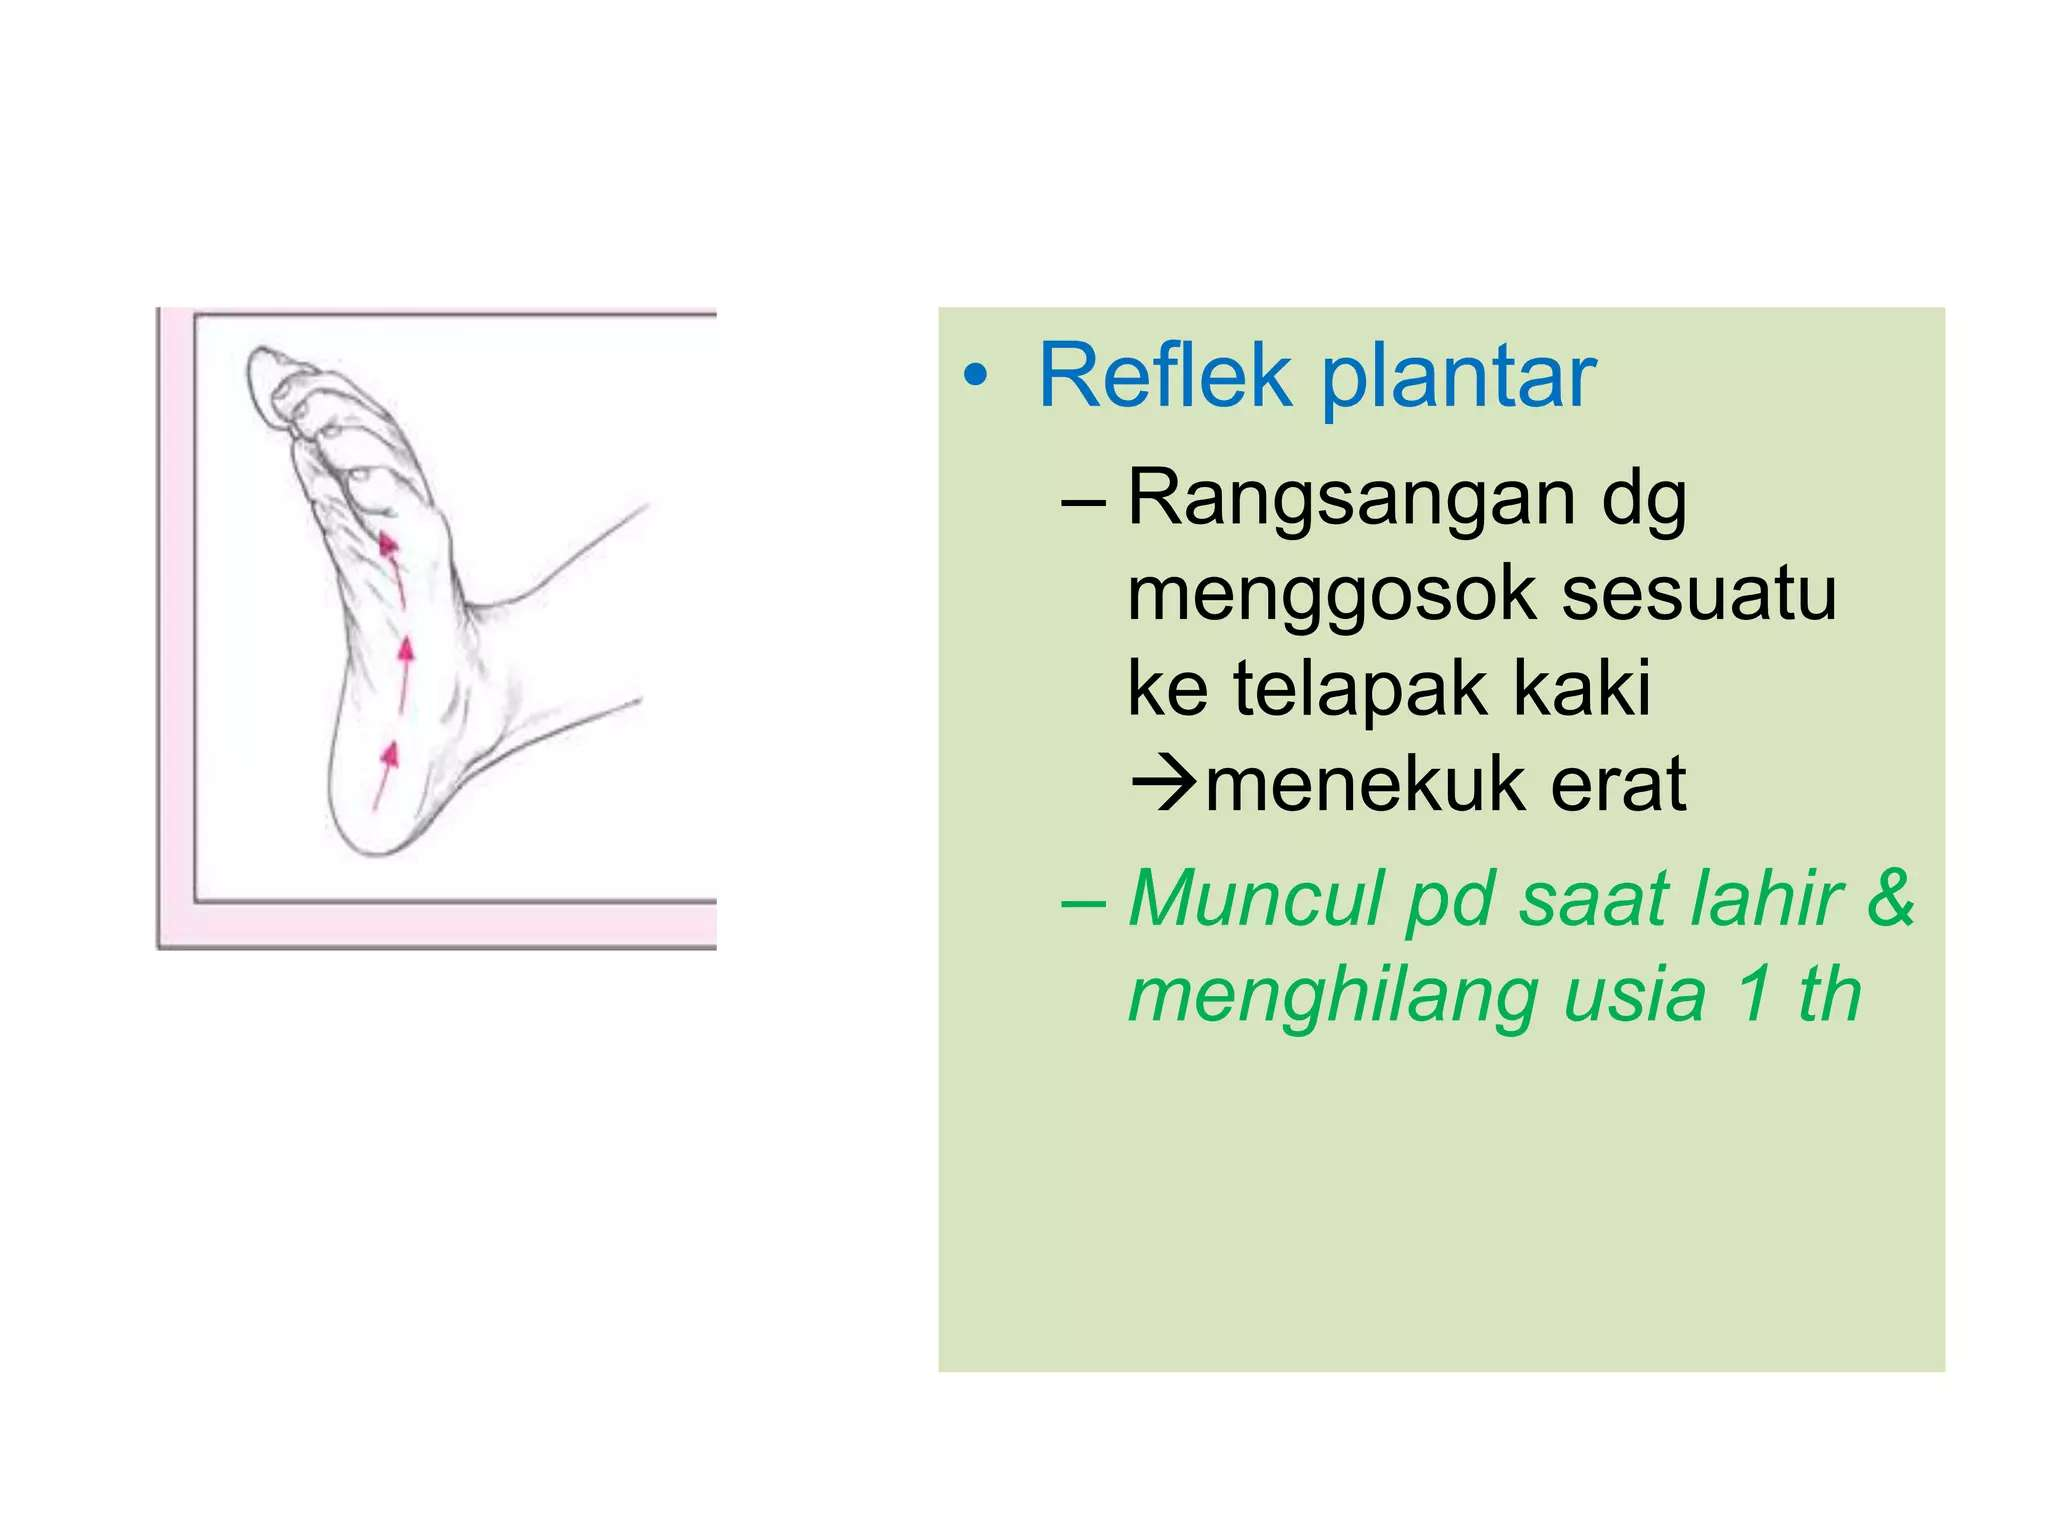 • Reflek plantar
– Rangsangan dg
menggosok sesuatu
ke telapak kaki
→menekuk erat
– Muncul pd saat lahir &
menghilang usia 1 th